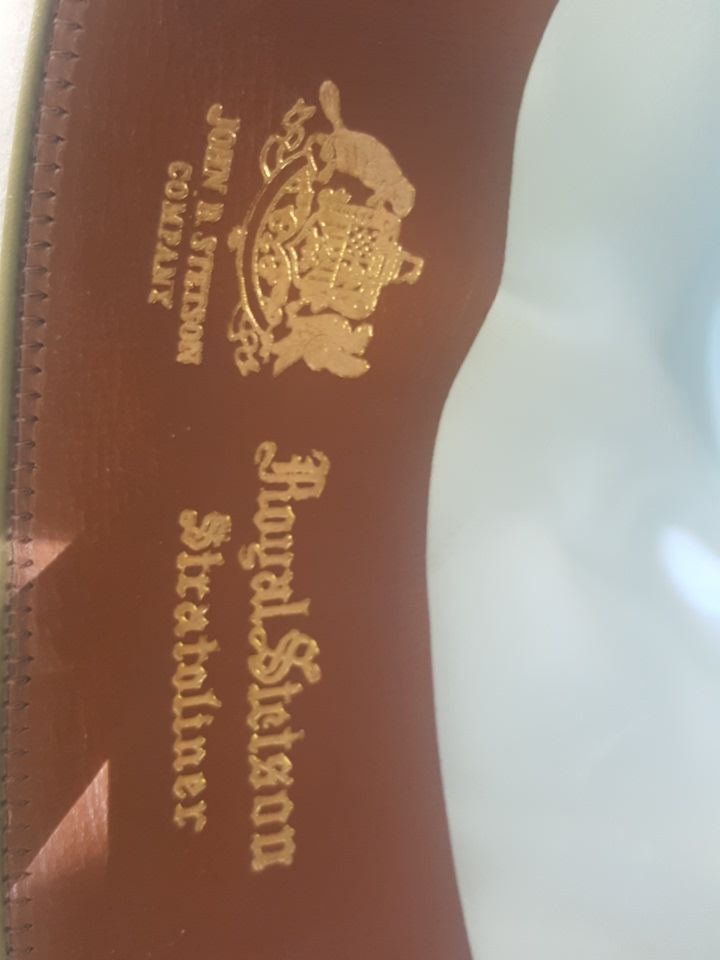 JOHN B. STETSON
COMPANY
Royal Stetson
Stratoliner